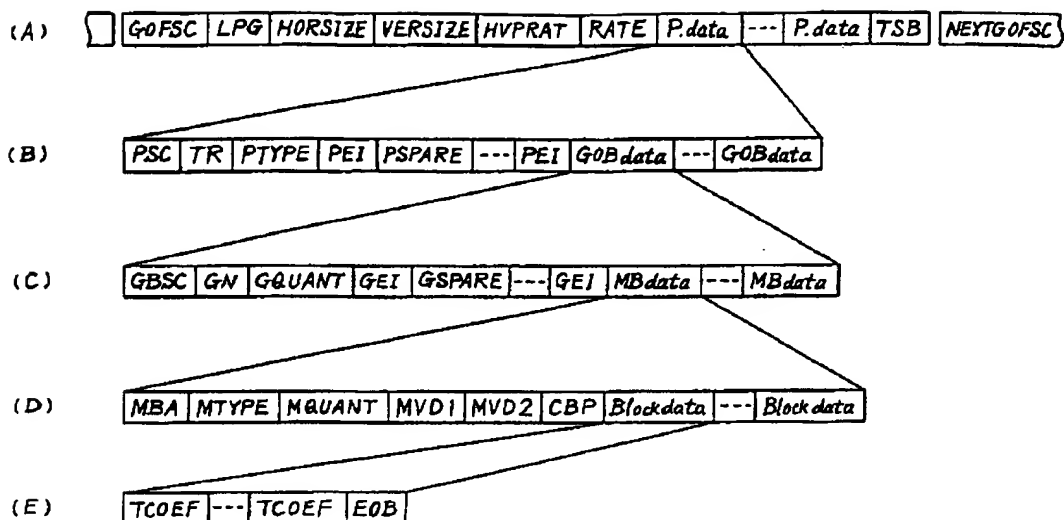 (A) GOFSC LPG HORSIZE VERSIZE HVPRAT RATE P.data --- P.data TSB NEXTGOFSC
(B) PSC TR PTYPE PEI PSPARE --- PEI GOBdata --- GOBdata
(C) GBSC GN GQUANT GEI GSPARE --- GEI MBdata --- MBdata
(D) MBA MTYPE MQUANT MVD1 MVD2 CBP Blockdata --- Blockdata
(E) TCOEF --- TCOEF EOB